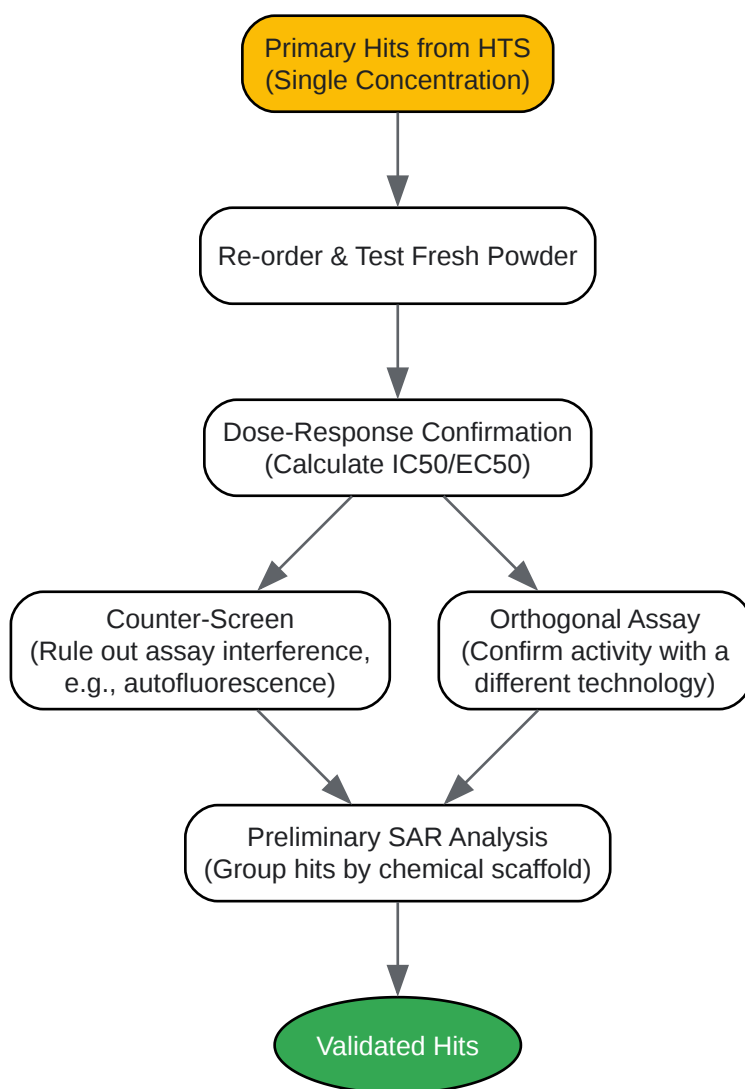 Primary Hits from HTS
(Single Concentration)
Re-order & Test Fresh Powder
Dose-Response Confirmation
(Calculate IC50/EC50)
Counter-Screen
(Rule out assay interference,
e.g., autofluorescence)
Orthogonal Assay
(Confirm activity with a
different technology)
Preliminary SAR Analysis
(Group hits by chemical scaffold)
Validated Hits